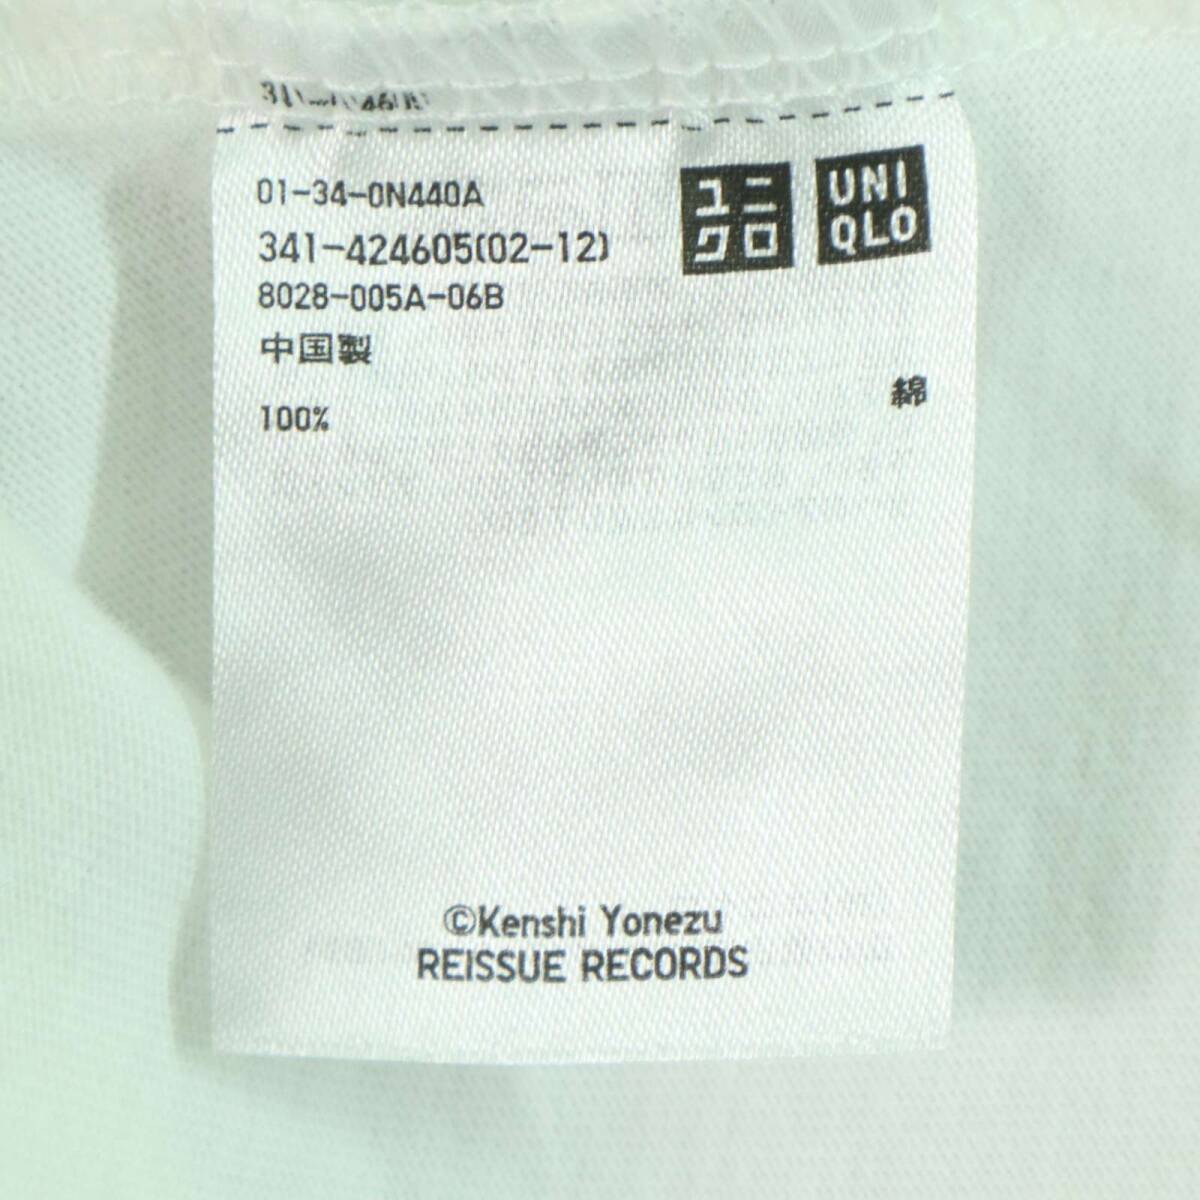 01-34-0N440A
341-424605(02-12)
8028-005A-06B
中国製
ユニ
クロ
UNI
QLO
綿
100%
©Kenshi Yonezu
REISSUE RECORDS